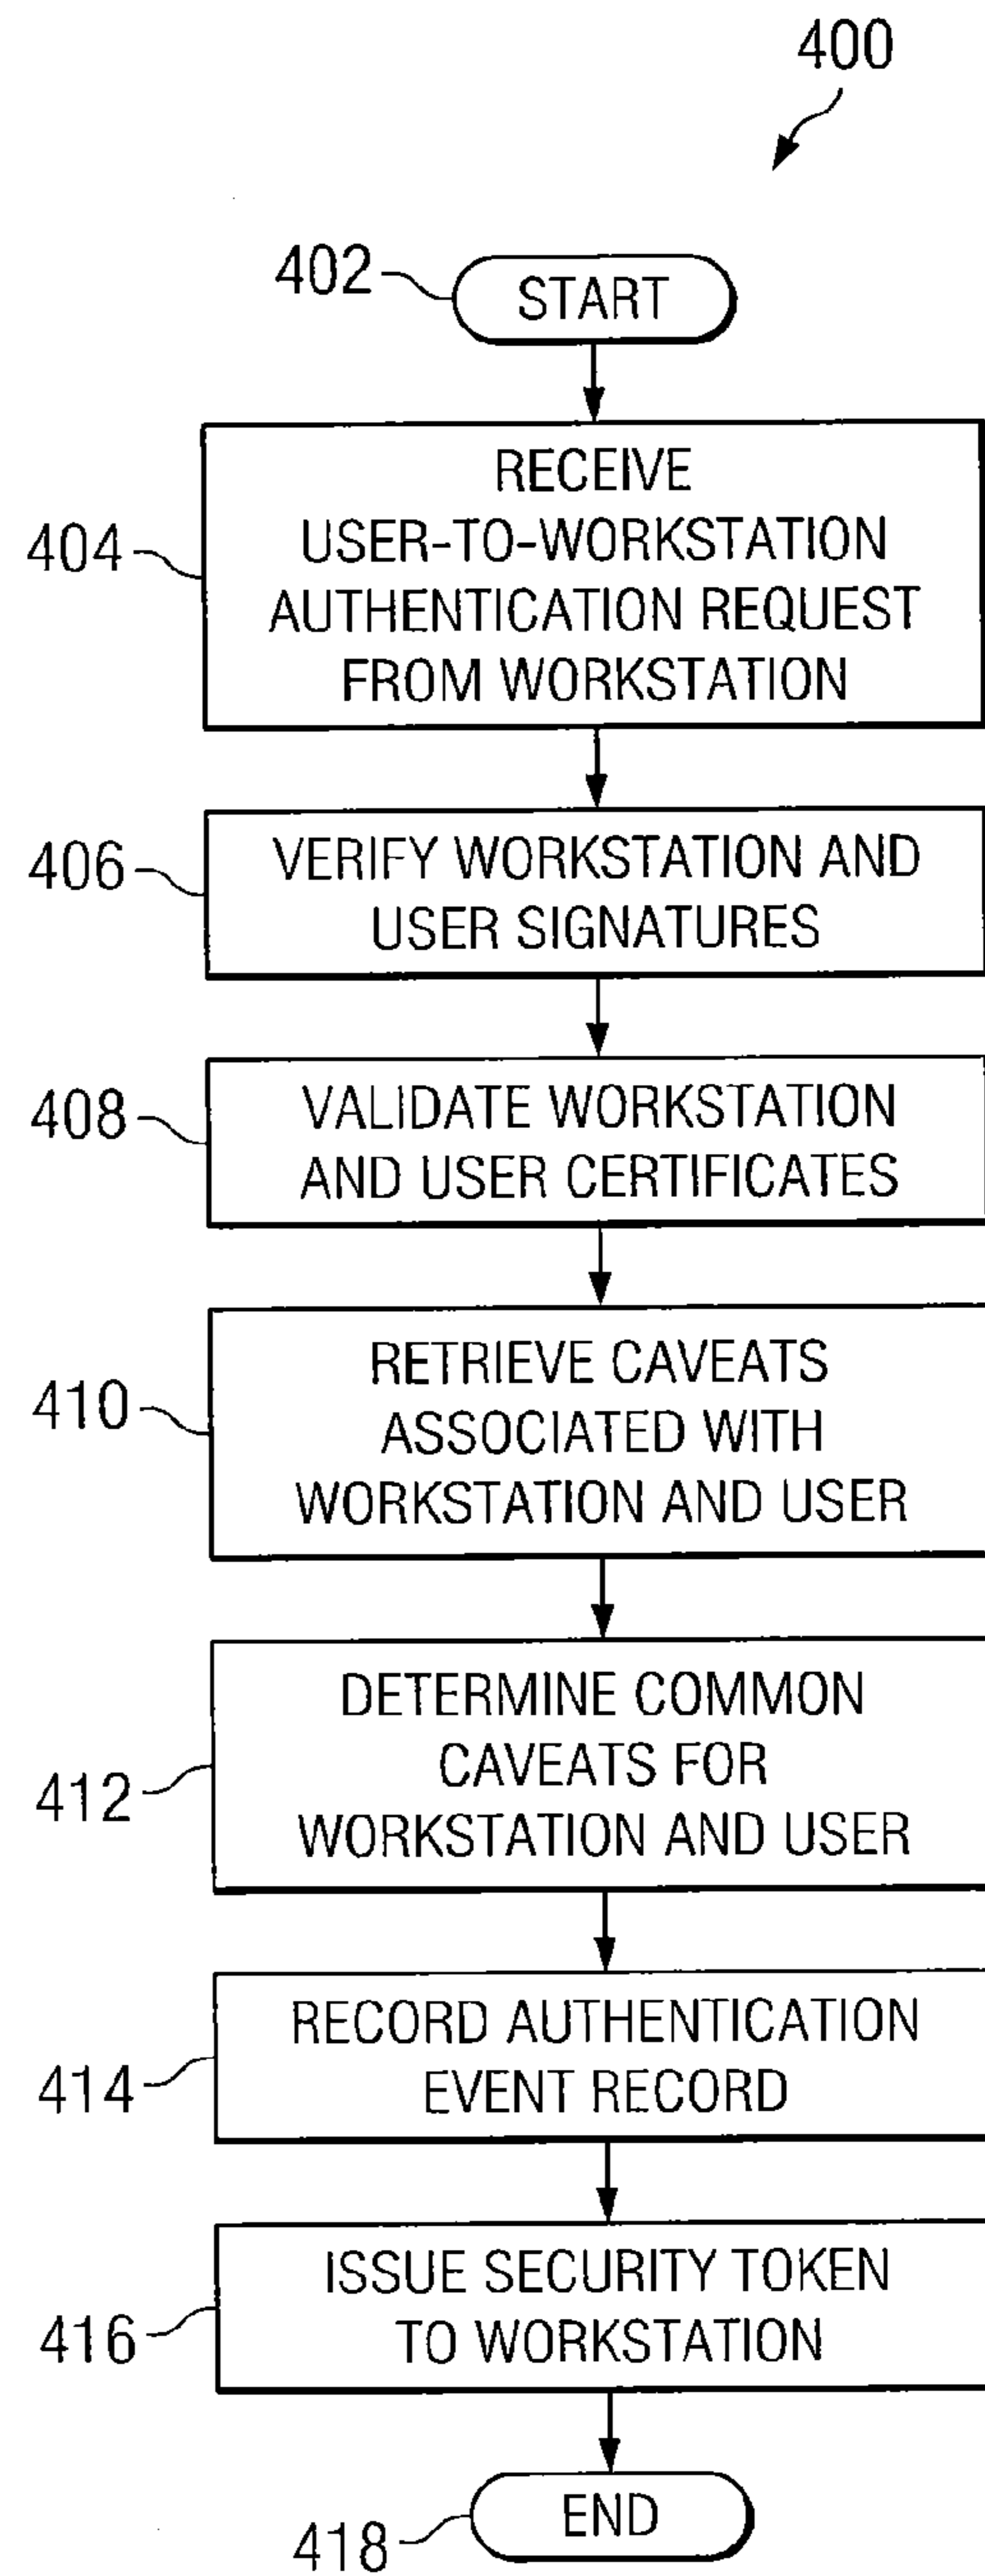 400
402
START
404
RECEIVE
USER-TO-WORKSTATION
AUTHENTICATION REQUEST
FROM WORKSTATION
406
VERIFY WORKSTATION AND
USER SIGNATURES
408
VALIDATE WORKSTATION
AND USER CERTIFICATES
410
RETRIEVE CAVEATS
ASSOCIATED WITH
WORKSTATION AND USER
412
DETERMINE COMMON
CAVEATS FOR
WORKSTATION AND USER
414
RECORD AUTHENTICATION
EVENT RECORD
416
ISSUE SECURITY TOKEN
TO WORKSTATION
418
END